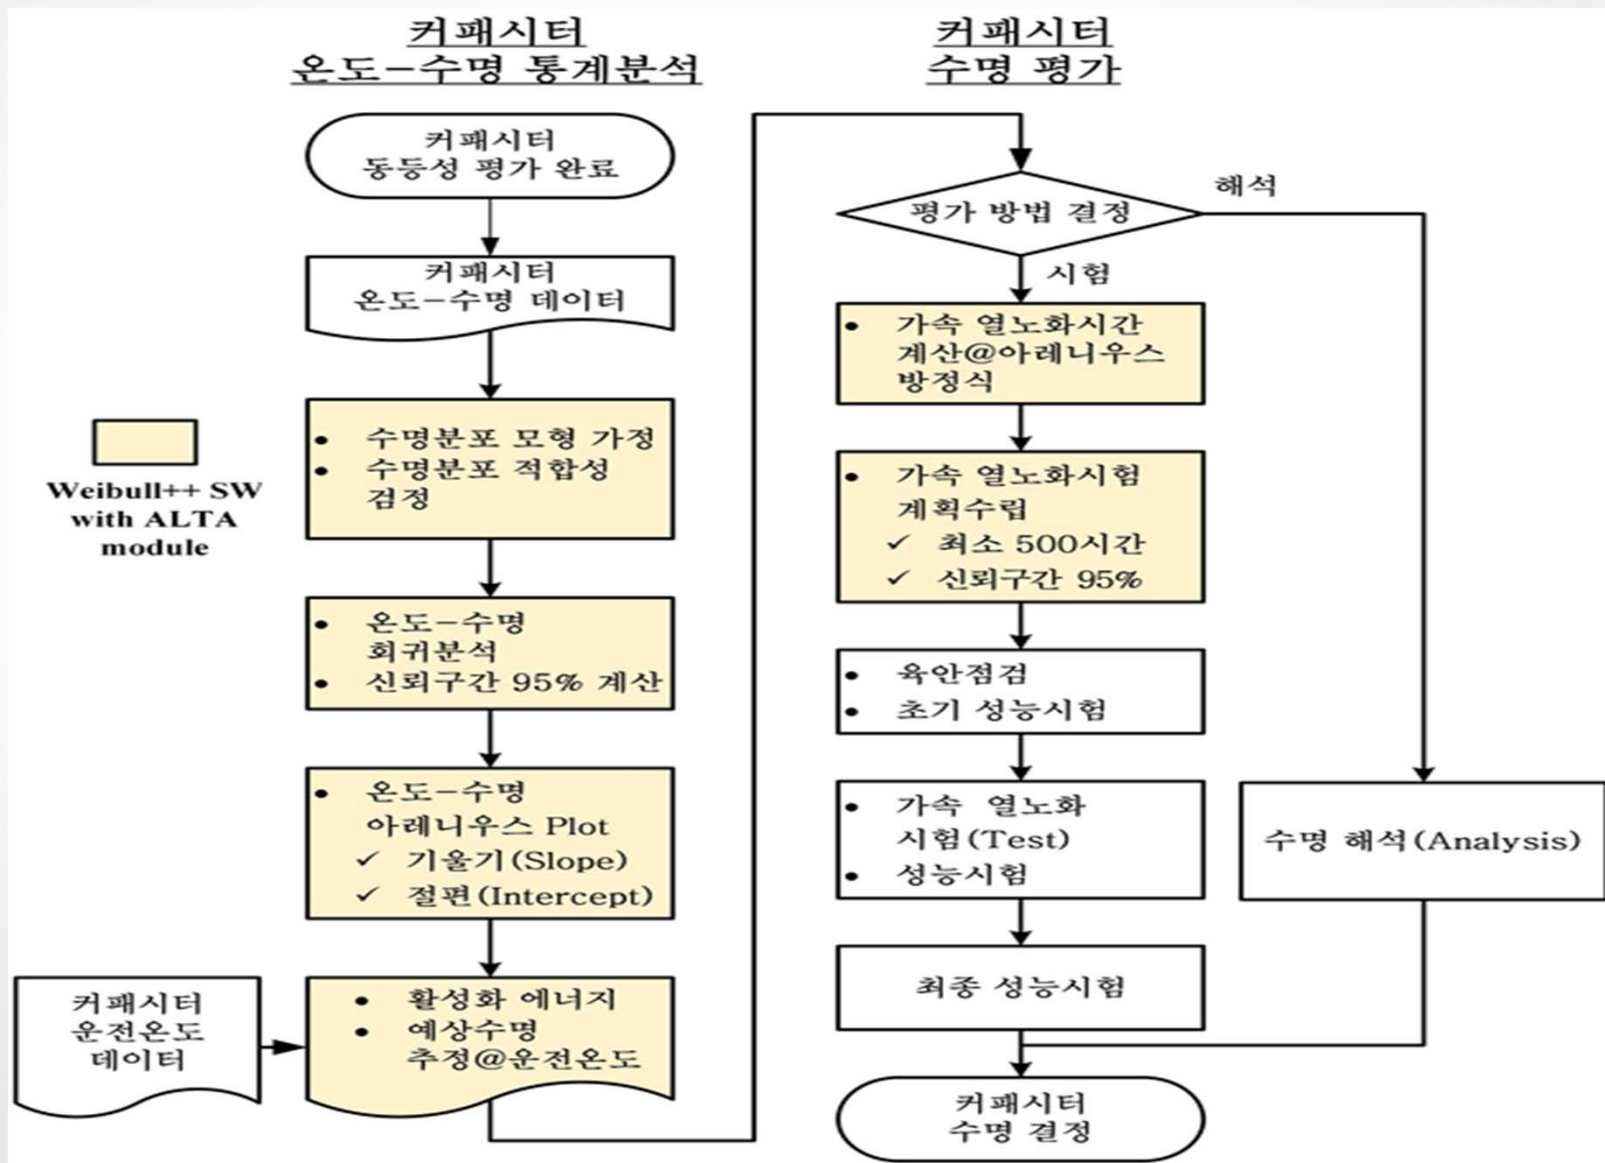 커패시터
온도-수명 통계분석
커패시터
동등성 평가 완료
커패시터
온도-수명 데이터
• 수명분포 모형 가정
• 수명분포 적합성
검정
Weibull++ SW
with ALTA
module
• 온도-수명
회귀분석
• 신뢰구간 95% 계산
• 온도-수명
아레니우스 Plot
✓ 기울기(Slope)
✓ 절편(Intercept)
커패시터
운전온도
데이터
• 활성화 에너지
• 예상수명
추정@운전온도
커패시터
수명 평가
평가 방법 결정
해석
시험
• 가속 열노화시간
계산@아레니우스
방정식
• 가속 열노화시험
계획수립
✓ 최소 500시간
✓ 신뢰구간 95%
• 육안점검
• 초기 성능시험
• 가속 열노화
시험(Test)
• 성능시험
수명 해석(Analysis)
최종 성능시험
커패시터
수명 결정